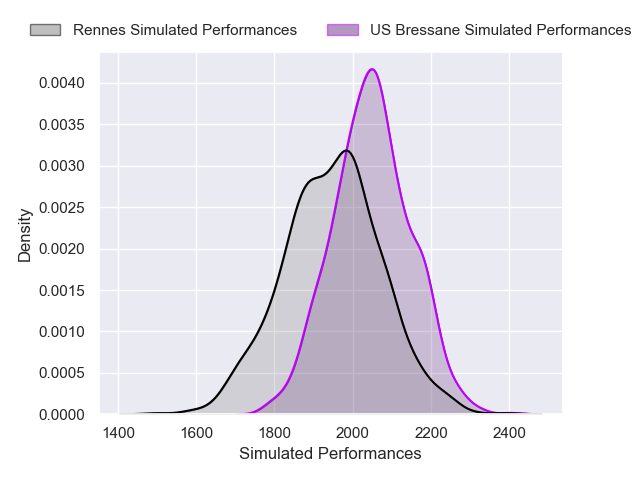 Rennes Simulated Performances US Bressane Simulated Performances
0.0040
0.0035
0.0030
0.0025
0.0020
0.0015
0.0010
0.0005
0.0000
Density
1400 1600 1800 2000 2200 2400
Simulated Performances